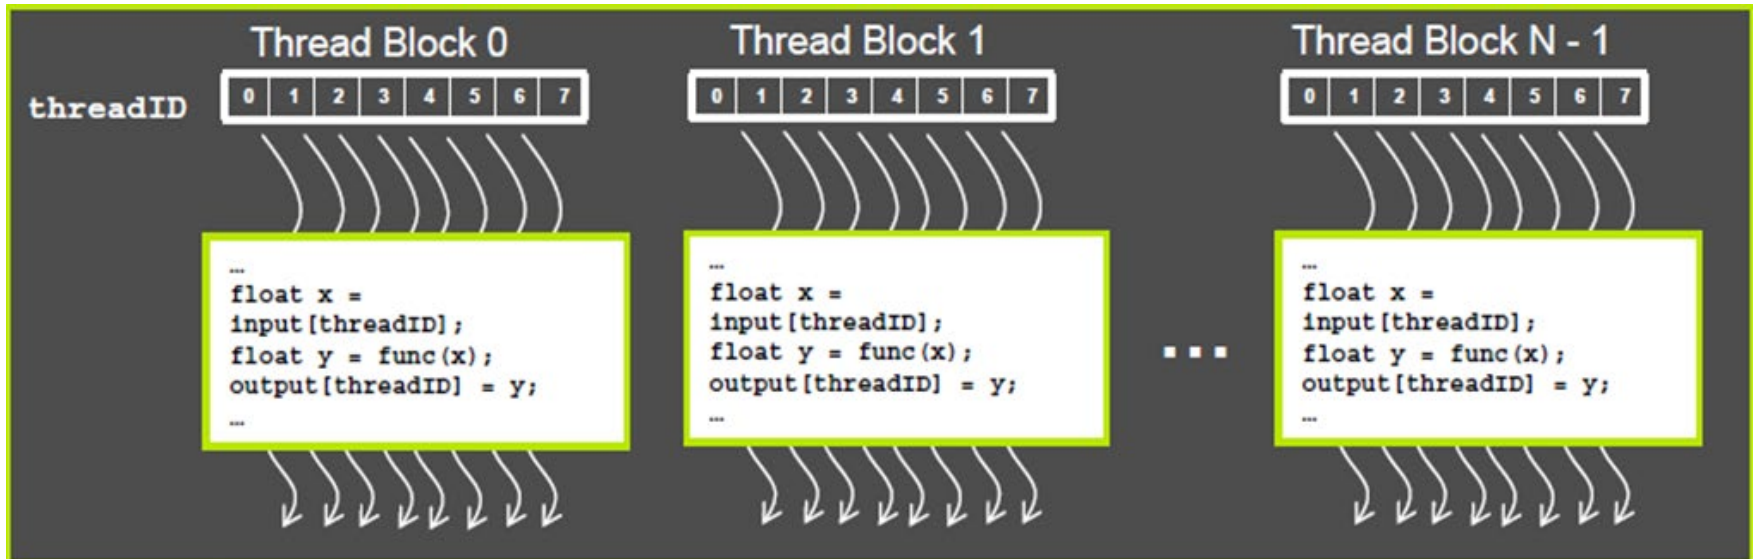 Thread Block 0
Thread Block 1
Thread Block N - 1
threadID
0 1 2 3 4 5 6 7
0 1 2 3 4 5 6 7
0 1 2 3 4 5 6 7
…
float x =
input[threadID];
float y = func(x);
output[threadID] = y;
…
…
float x =
input[threadID];
float y = func(x);
output[threadID] = y;
…
...
…
float x =
input[threadID];
float y = func(x);
output[threadID] = y;
…